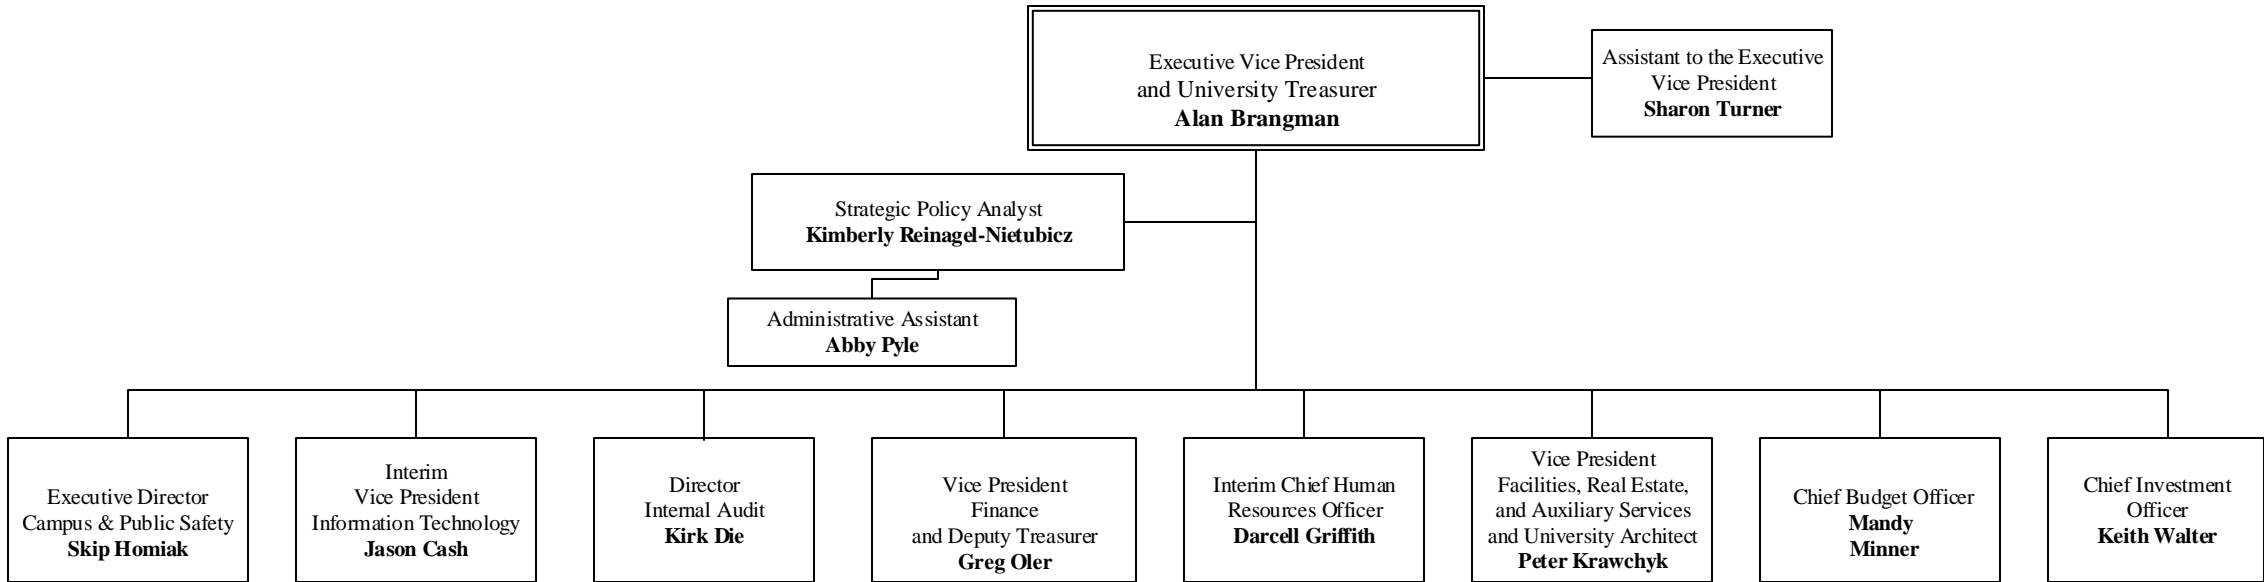 Executive Vice President
and University Treasurer
Alan Brangman
Assistant to the Executive
Vice President
Sharon Turner
Strategic Policy Analyst
Kimberly Reinagel-Nietubicz
Administrative Assistant
Abby Pyle
Executive Director
Campus & Public Safety
Skip Homiak
Interim
Vice President
Information Technology
Jason Cash
Director
Internal Audit
Kirk Die
Vice President
Finance
and Deputy Treasurer
Greg Oler
Interim Chief Human
Resources Officer
Darcell Griffith
Vice President
Facilities, Real Estate,
and Auxiliary Services
and University Architect
Peter Krawchyk
Chief Budget Officer
Mandy
Minner
Chief Investment
Officer
Keith Walter